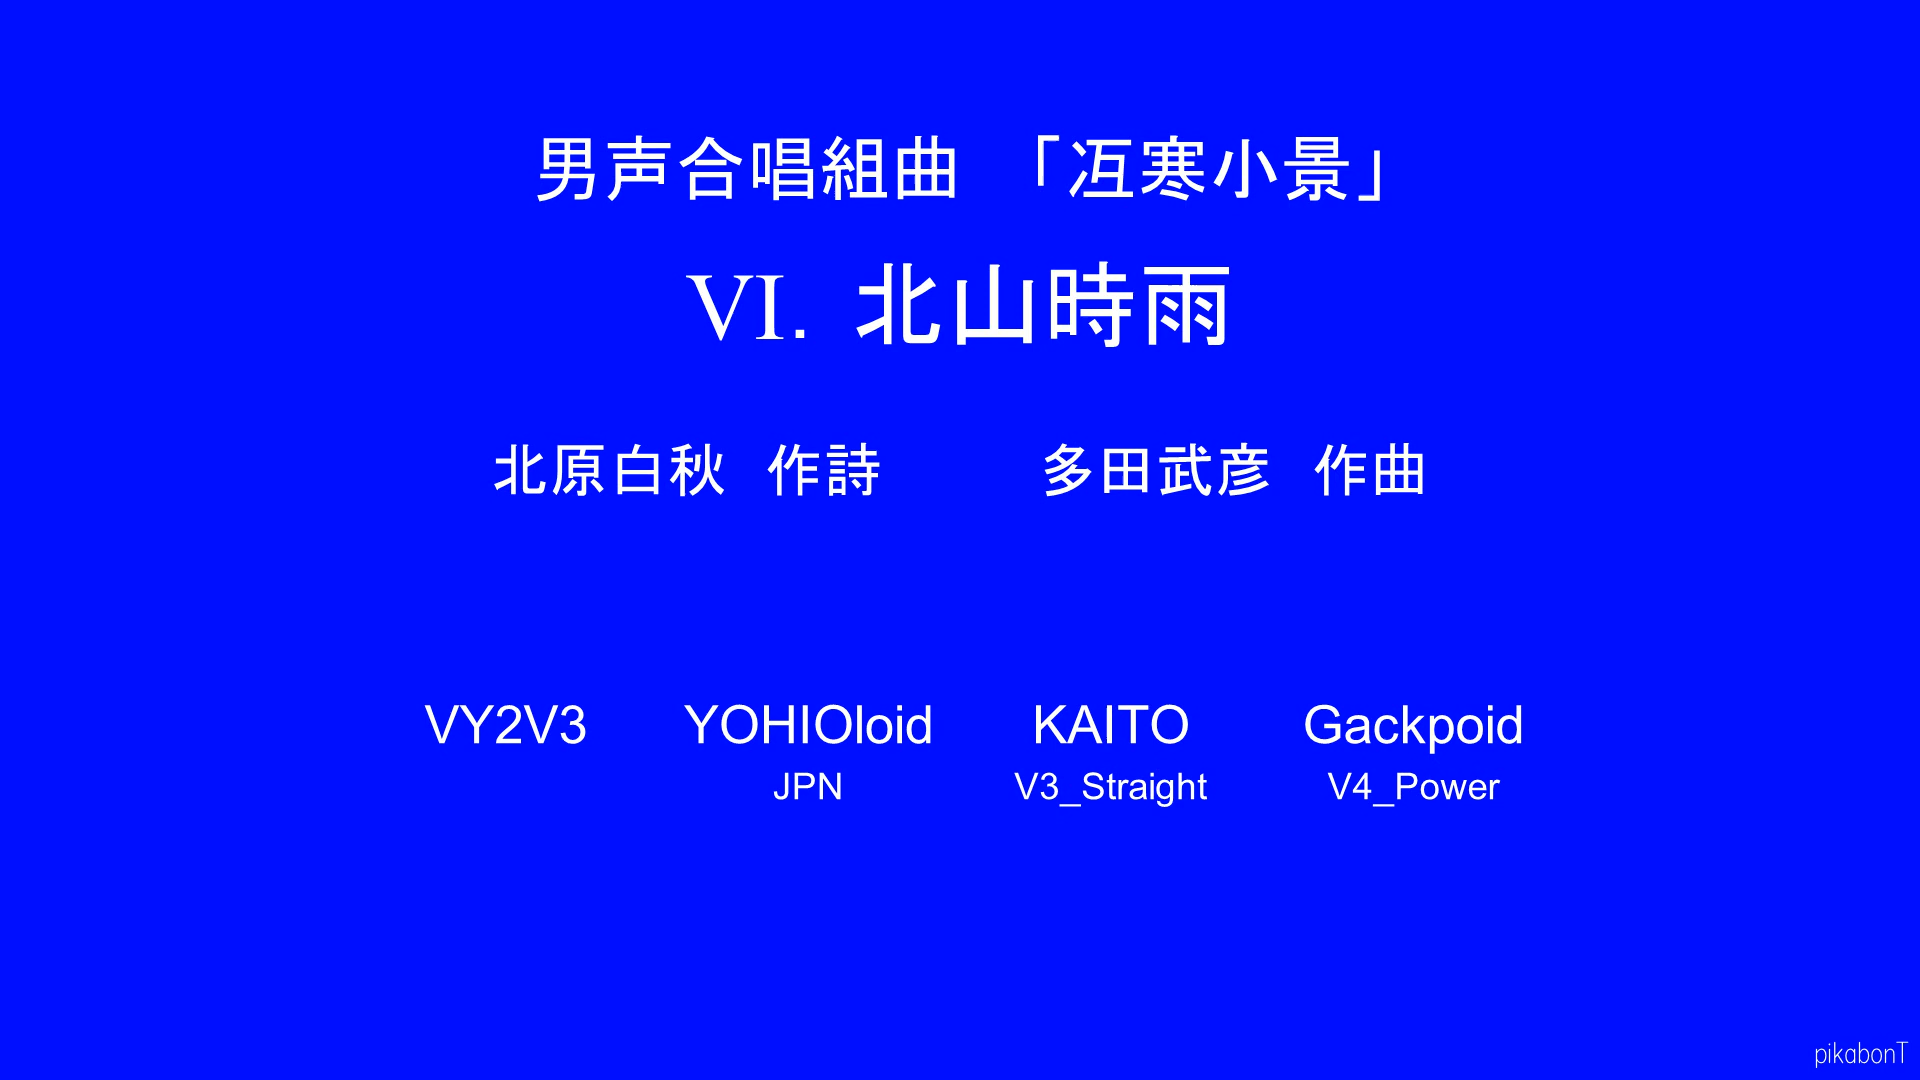 男声合唱組曲 「冱寒小景」
VI. 北山時雨
北原白秋 作詩 多田武彦 作曲
VY2V3 YOHIOloid KAITO Gackpoid
JPN V3_Straight V4_Power
pikabonT